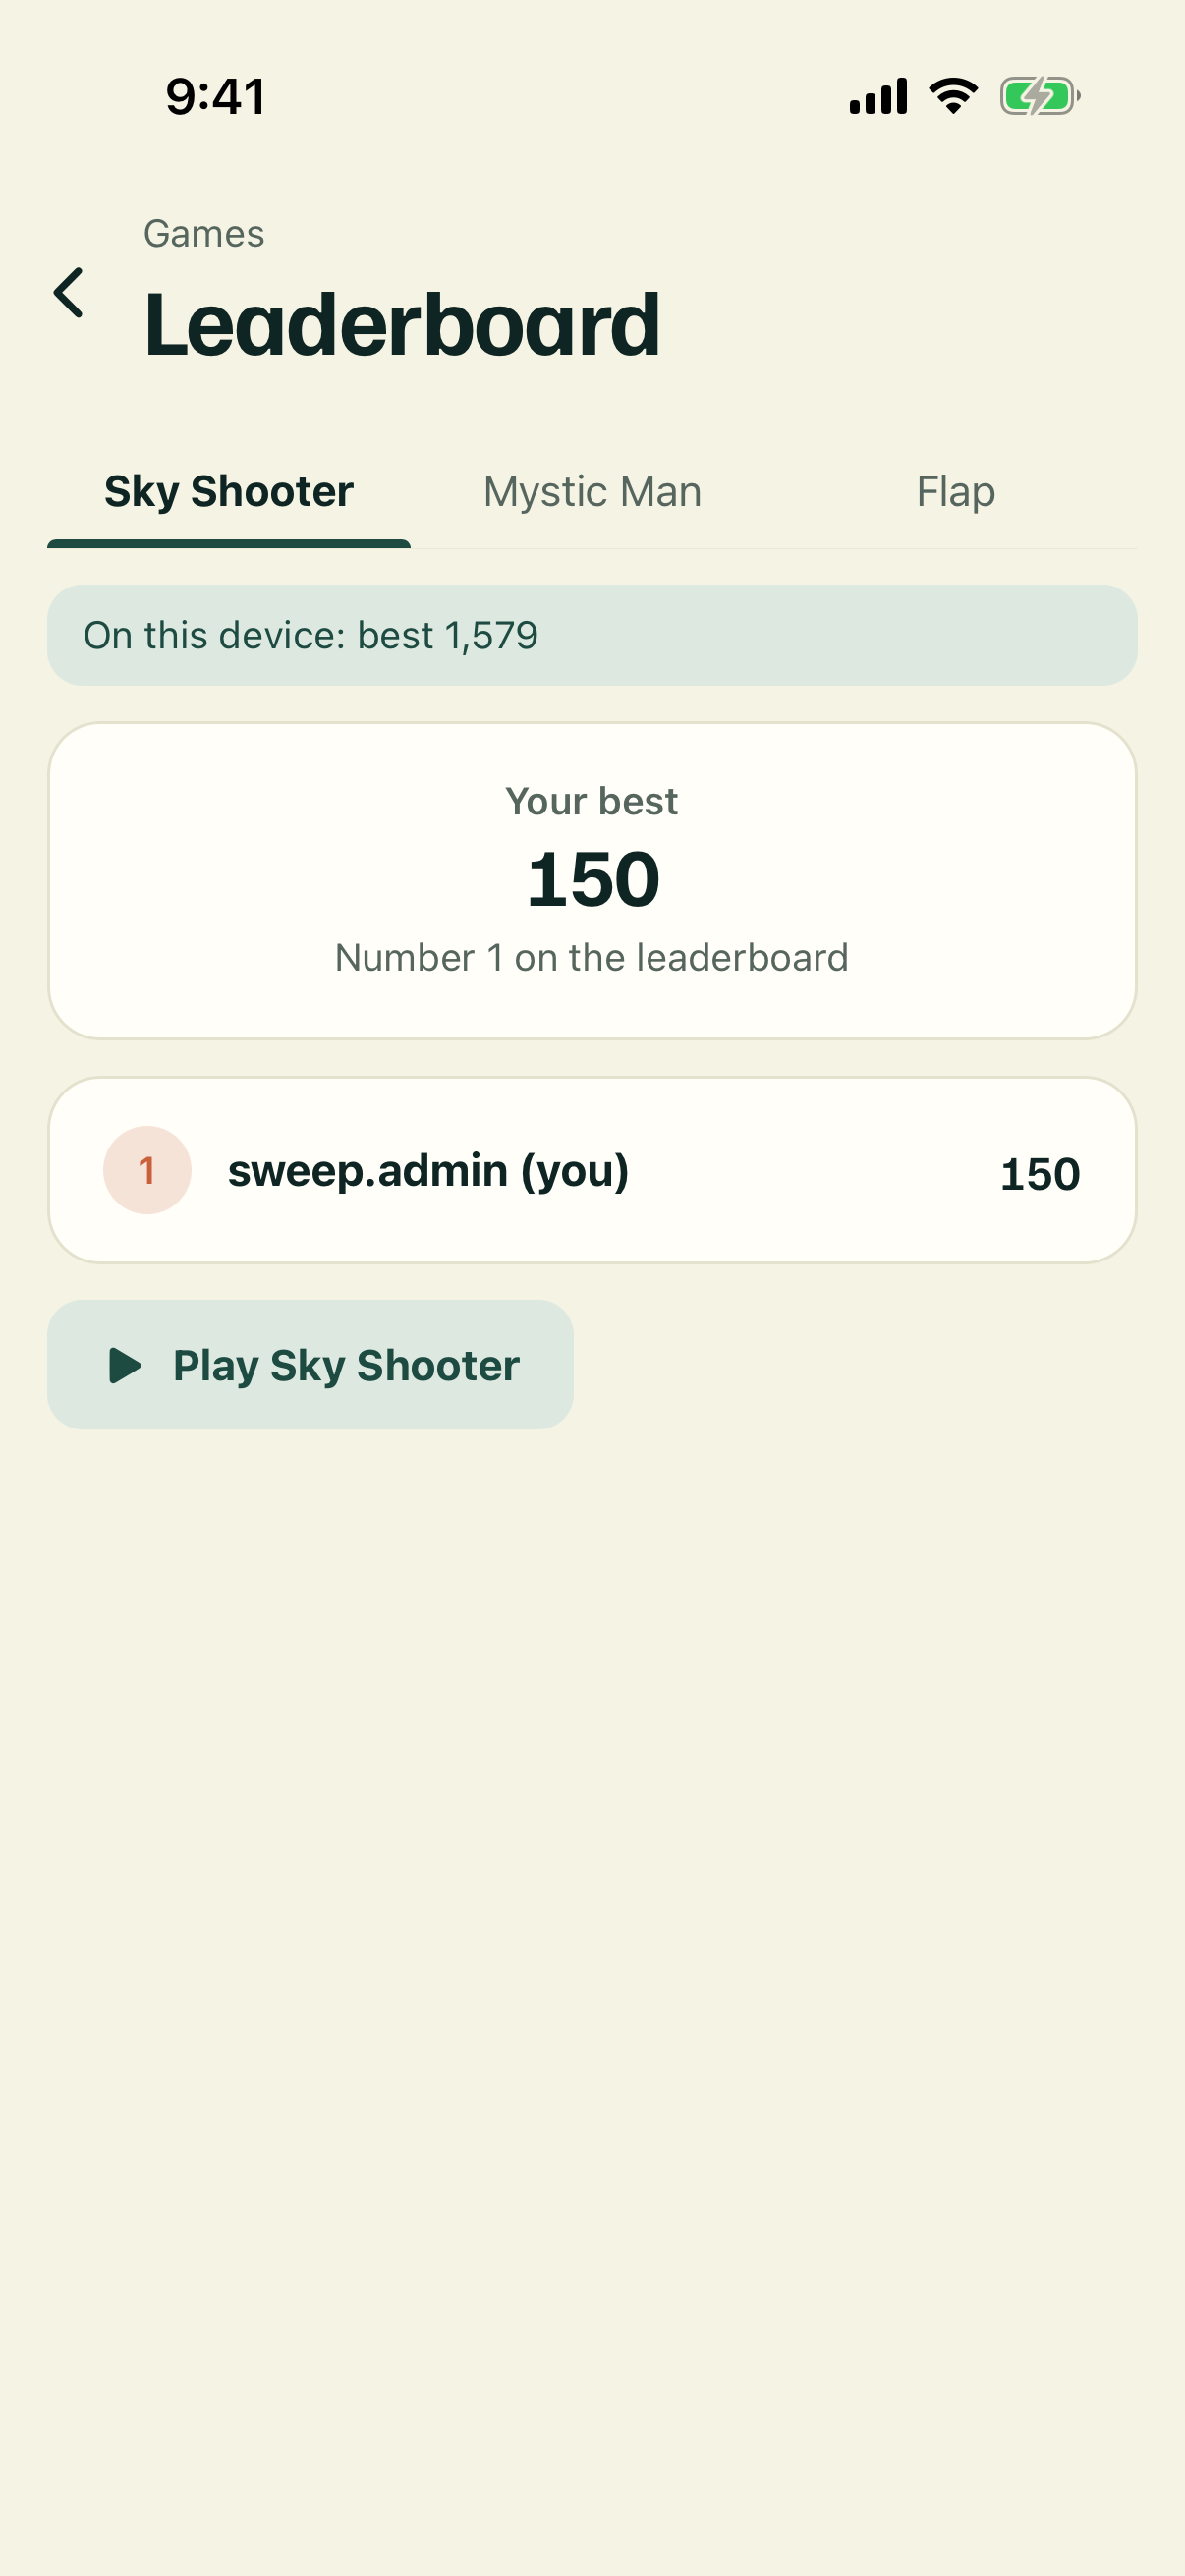 9:41
Games
Leaderboard
Sky Shooter Mystic Man Flap
On this device: best 1,579
Your best
150
Number 1 on the leaderboard
1 sweep.admin (you) 150
Play Sky Shooter